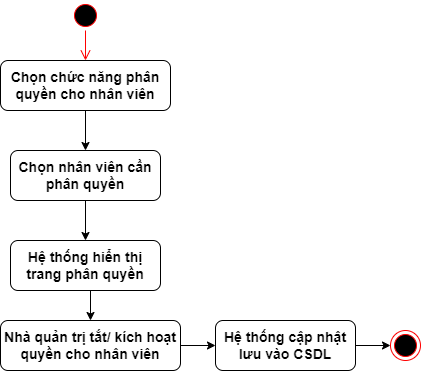 Chọn chức năng phân
quyền cho nhân viên
Chọn nhân viên cần
phân quyền
Hệ thống hiển thị
trang phân quyền
Nhà quản trị tắt/ kích hoạt
quyền cho nhân viên
Hệ thống cập nhật
lưu vào CSDL